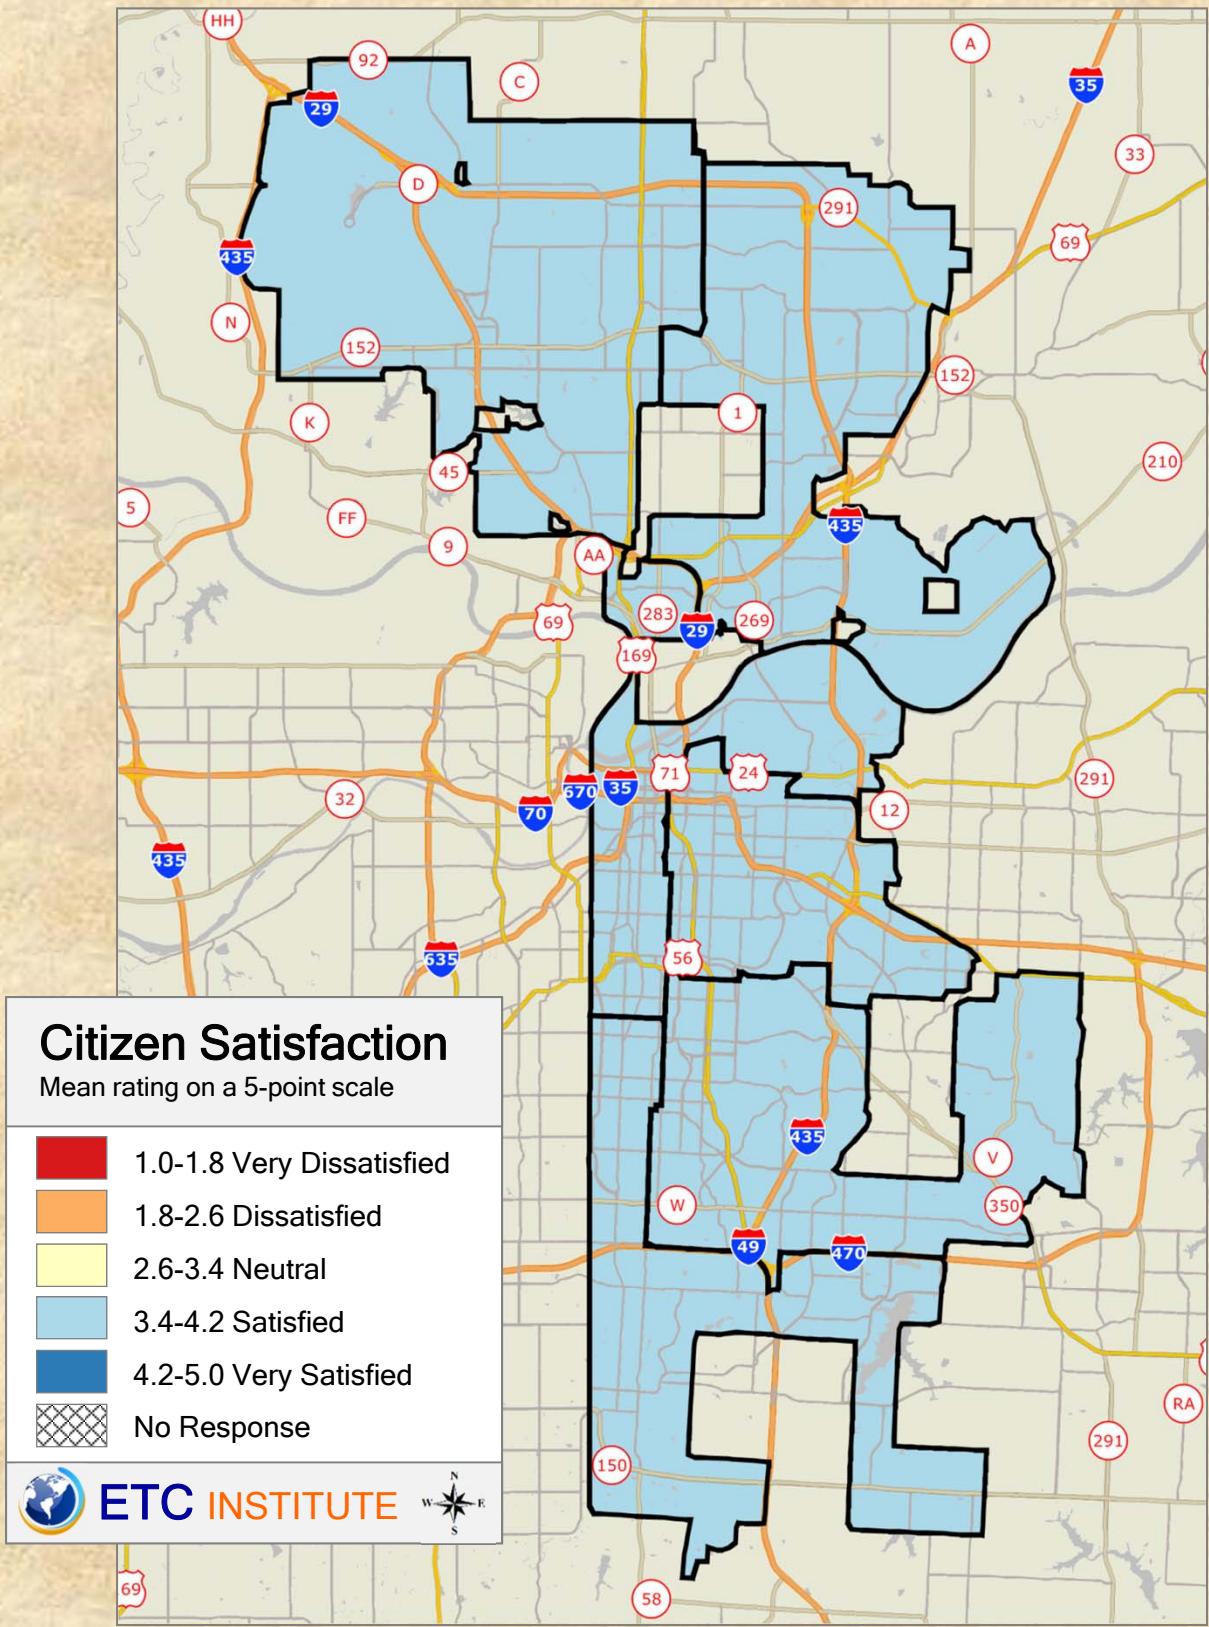 HH
92
A
C
35
29
33
D
291
69
435
N
152
152
1
K
45
210
5
FF
435
9
AA
283
269
69
29
169
71
24
291
670
35
32
70
12
435
56
635
Citizen Satisfaction
Mean rating on a 5-point scale
1.0-1.8 Very Dissatisfied
1.8-2.6 Dissatisfied
2.6-3.4 Neutral
3.4-4.2 Satisfied
4.2-5.0 Very Satisfied
No Response
ETC INSTITUTE
N
W
E
S
435
V
W
350
49
470
RA
291
150
69
58